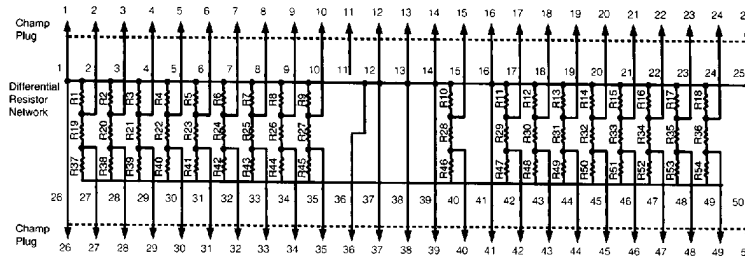 1 2 3 4 5 6 7 8 9 10 11 12 13 14 15 16 17 18 19 20 21 22 23 24 2
Champ
Plug
1 2 3 4 5 6 7 8 9 10 11 12 13 14 15 16 17 18 19 20 21 22 23 24 25
Differential
Resistor
Network
R1 R2 R3 R4 R5 R6 R7 R8 R9 R10 R11 R12 R13 R14 R15 R16 R17 R18
R19 R20 R21 R22 R23 R24 R25 R26 R27 R28 R29 R30 R31 R32 R33 R34 R35 R36
R37 R38 R39 R40 R41 R42 R43 R44 R45 R46 R47 R48 R49 R50 R51 R52 R53 R54
26 27 28 29 30 31 32 33 34 35 36 37 38 39 40 41 42 43 44 45 46 47 48 49 50
Champ
Plug
26 27 28 29 30 31 32 33 34 35 36 37 38 39 40 41 42 43 44 45 46 47 48 49 5